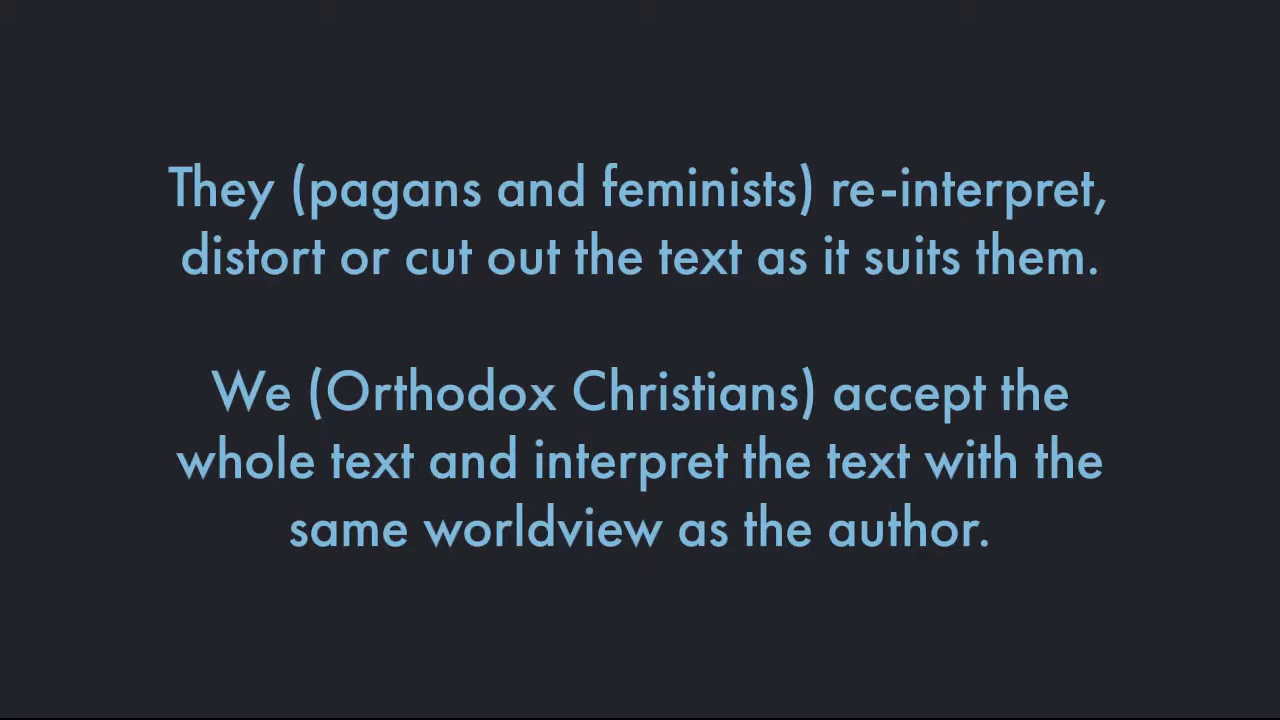 They (pagans and feminists) re-interpret,
distort or cut out the text as it suits them.
We (Orthodox Christians) accept the
whole text and interpret the text with the
same worldview as the author.